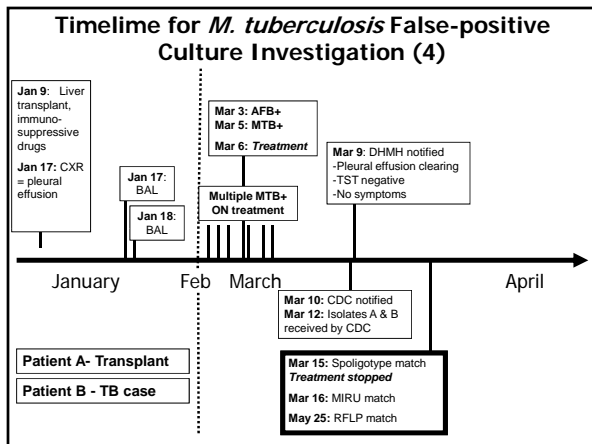 Timelime for M. tuberculosis False-positive
Culture Investigation (4)
Jan 9: Liver
transplant,
immuno-
suppressive
drugs
Jan 17: CXR
= pleural
effusion
Jan 17:
BAL
Jan 18:
BAL
Mar 3: AFB+
Mar 5: MTB+
Mar 6: Treatment
Multiple MTB+
ON treatment
Mar 9: DHMH notified
-Pleural effusion clearing
-TST negative
-No symptoms
January Feb March April
Mar 10: CDC notified
Mar 12: Isolates A & B
received by CDC
Patient A- Transplant
Patient B - TB case
Mar 15: Spoligotype match
Treatment stopped
Mar 16: MIRU match
May 25: RFLP match